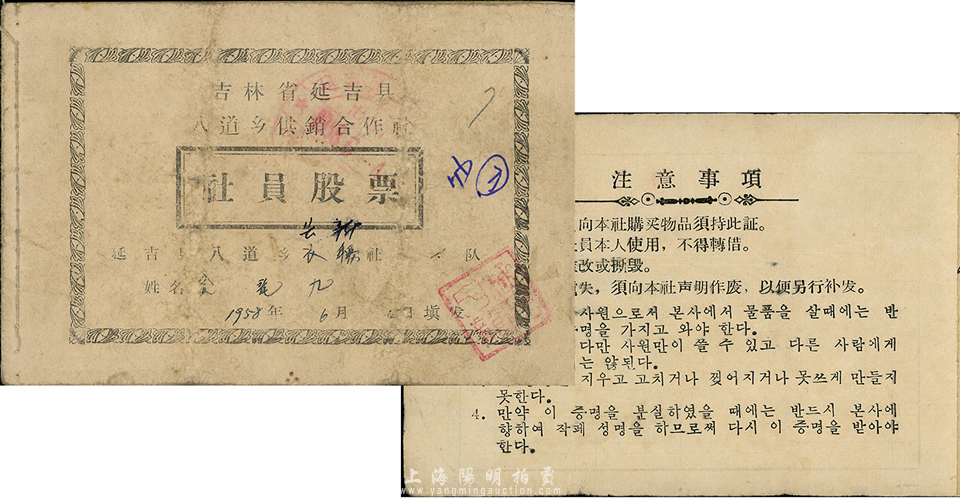 吉林省延吉县
八道乡供銷合作社
社員股票
延吉县八道乡 社 队
姓名 九
1958年 6月 日填发
注意事項
向本社購买物品須持此証。
員本人使用，不得轉借。
改或撕毁。
失，須向本社声明作废，以便另行补发。
사원으로써 본사에서 물품을 살때에는 반
명을 가지고 와야 한다.
다만 사원만이 쓸 수 있고 다른 사람에게
는 않된다.
지우고 고치거나 찢어지거나 못쓰게 만들지
못한다.
4. 만약 이 증명을 분실하였을 때에는 반드시 본사에
향하여 작폐 성명을 하므로써 다시 이 증명을 받아야
한다.
上海陽明拍賣
www.yangmingauction.com